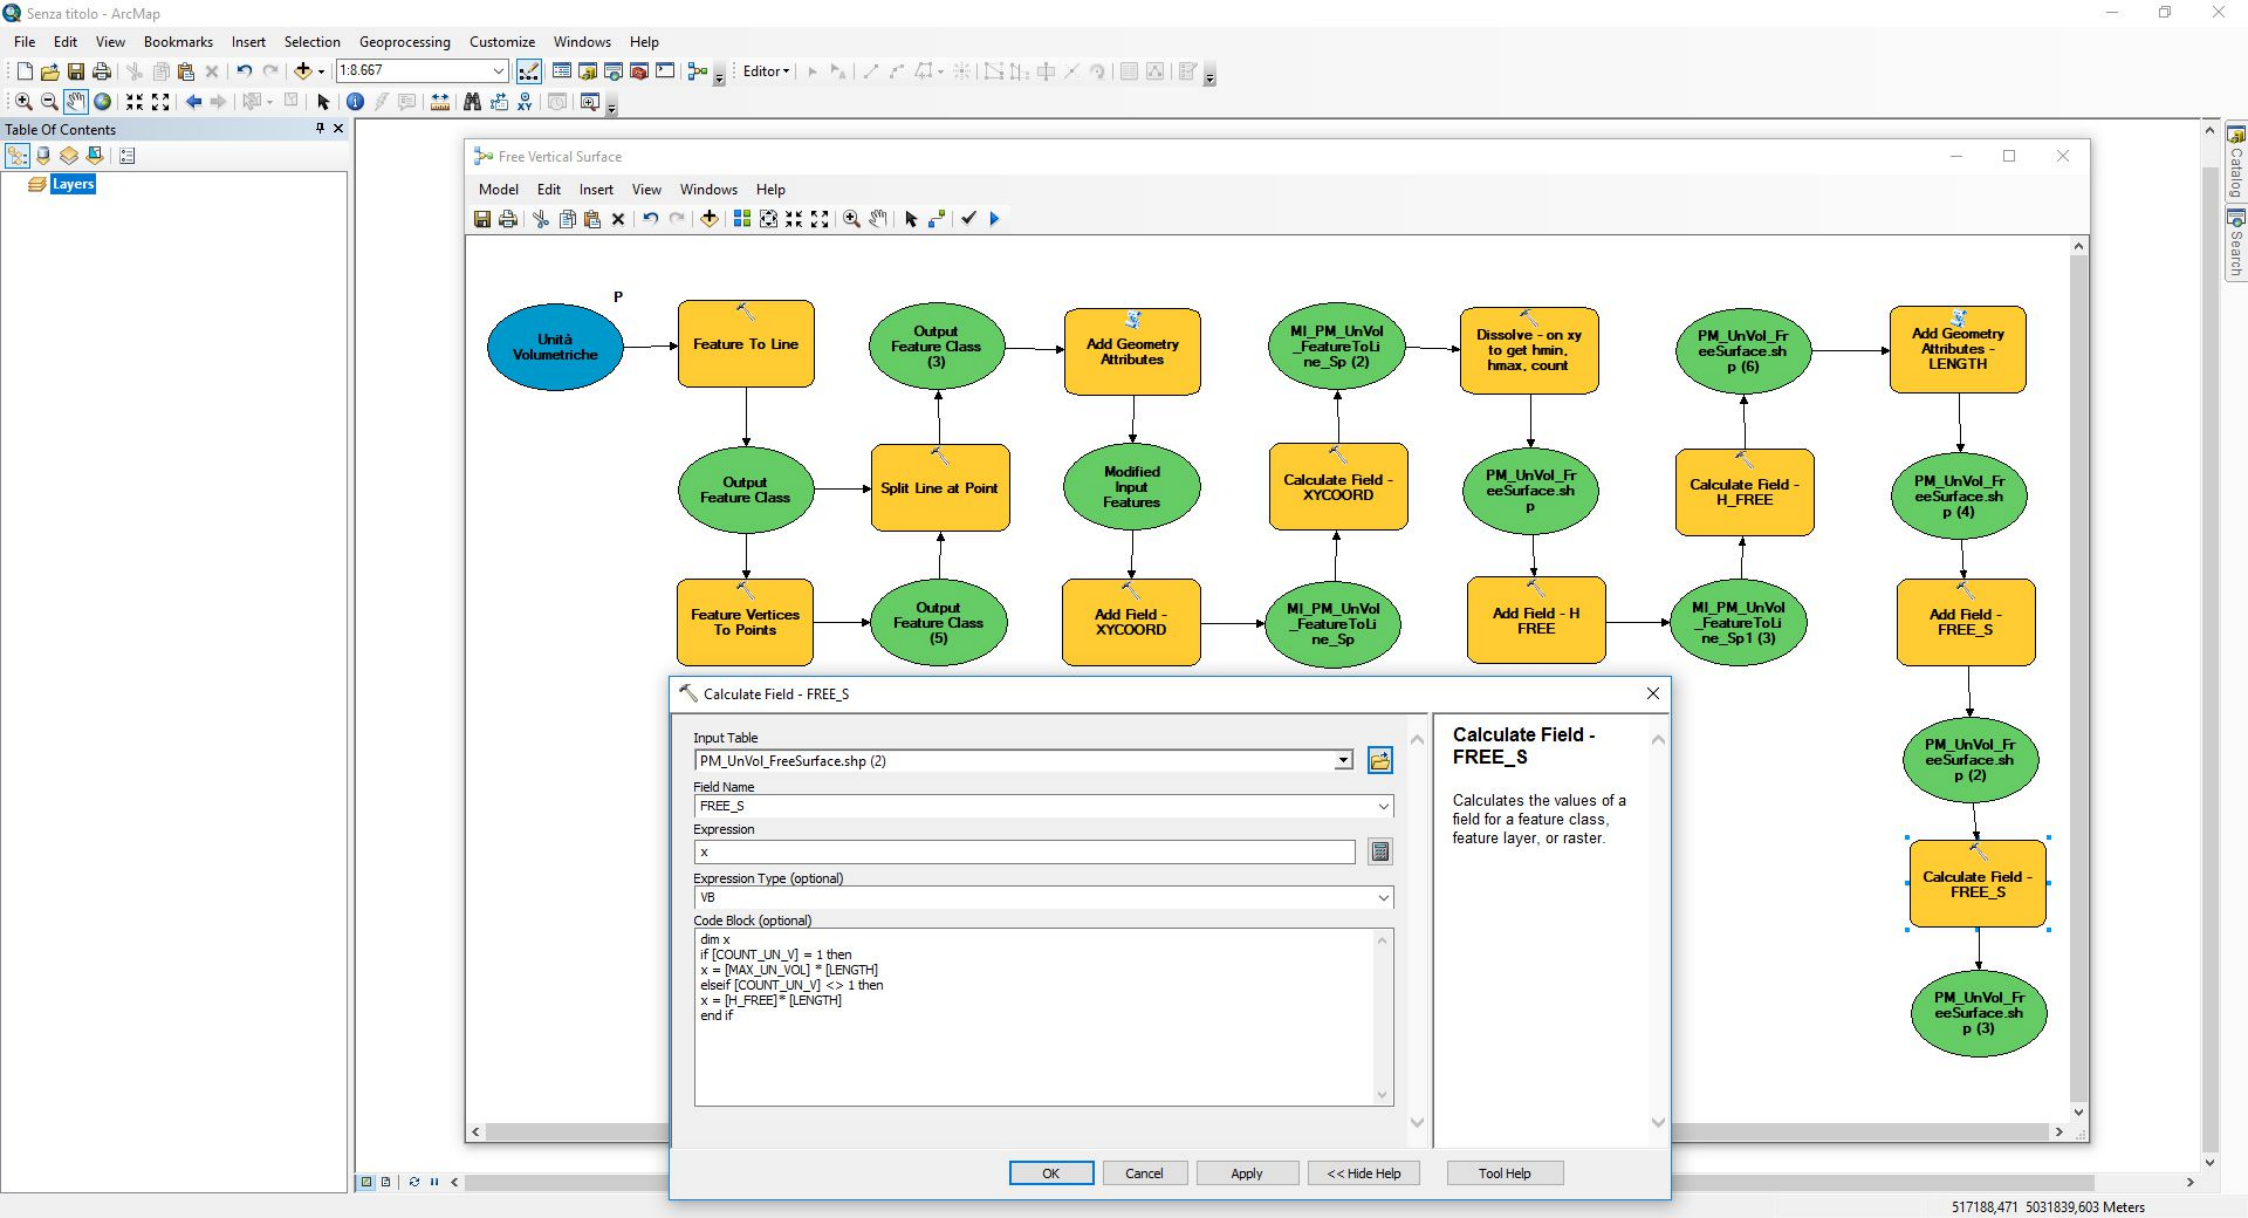 Senza titolo - ArcMap
File Edit View Bookmarks Insert Selection Geoprocessing Customize Windows Help
1:8.667
Editor
XY
Table Of Contents
Layers
Catalog
Search
Free Vertical Surface
Model Edit Insert View Windows Help
Unità
Volumetriche
P
Feature To Line
Output
Feature Class
(3)
Add Geometry
Attributes
MI_PM_UnVol
_FeatureToLi
ne_Sp (2)
Dissolve - on xy
to get hmin,
hmax, count
PM_UnVol_Fr
eeSurface.sh
p (6)
Add Geometry
Attributes -
LENGTH
Output
Feature Class
Split Line at Point
Modified
Input
Features
Calculate Field -
XYCOORD
PM_UnVol_Fr
eeSurface.sh
p
Calculate Field -
H_FREE
PM_UnVol_Fr
eeSurface.sh
p (4)
Feature Vertices
To Points
Output
Feature Class
(5)
Add Field -
XYCOORD
MI_PM_UnVol
_FeatureToLi
ne_Sp
Add Field - H
FREE
MI_PM_UnVol
_FeatureToLi
ne_Sp1 (3)
Add Field -
FREE_S
PM_UnVol_Fr
eeSurface.sh
p (2)
Calculate Field -
FREE_S
PM_UnVol_Fr
eeSurface.sh
p (3)
Calculate Field - FREE_S
Input Table
PM_UnVol_FreeSurface.shp (2)
Field Name
FREE_S
Expression
x
Expression Type (optional)
VB
Code Block (optional)
dim x
if [COUNT_UN_V] = 1 then
x = [MAX_UN_VOL] * [LENGTH]
elseif [COUNT_UN_V] <> 1 then
x = [H_FREE]* [LENGTH]
end if
Calculate Field -
FREE_S
Calculates the values of a
field for a feature class,
feature layer, or raster.
OK Cancel Apply << Hide Help Tool Help
517188,471 5031839,603 Meters